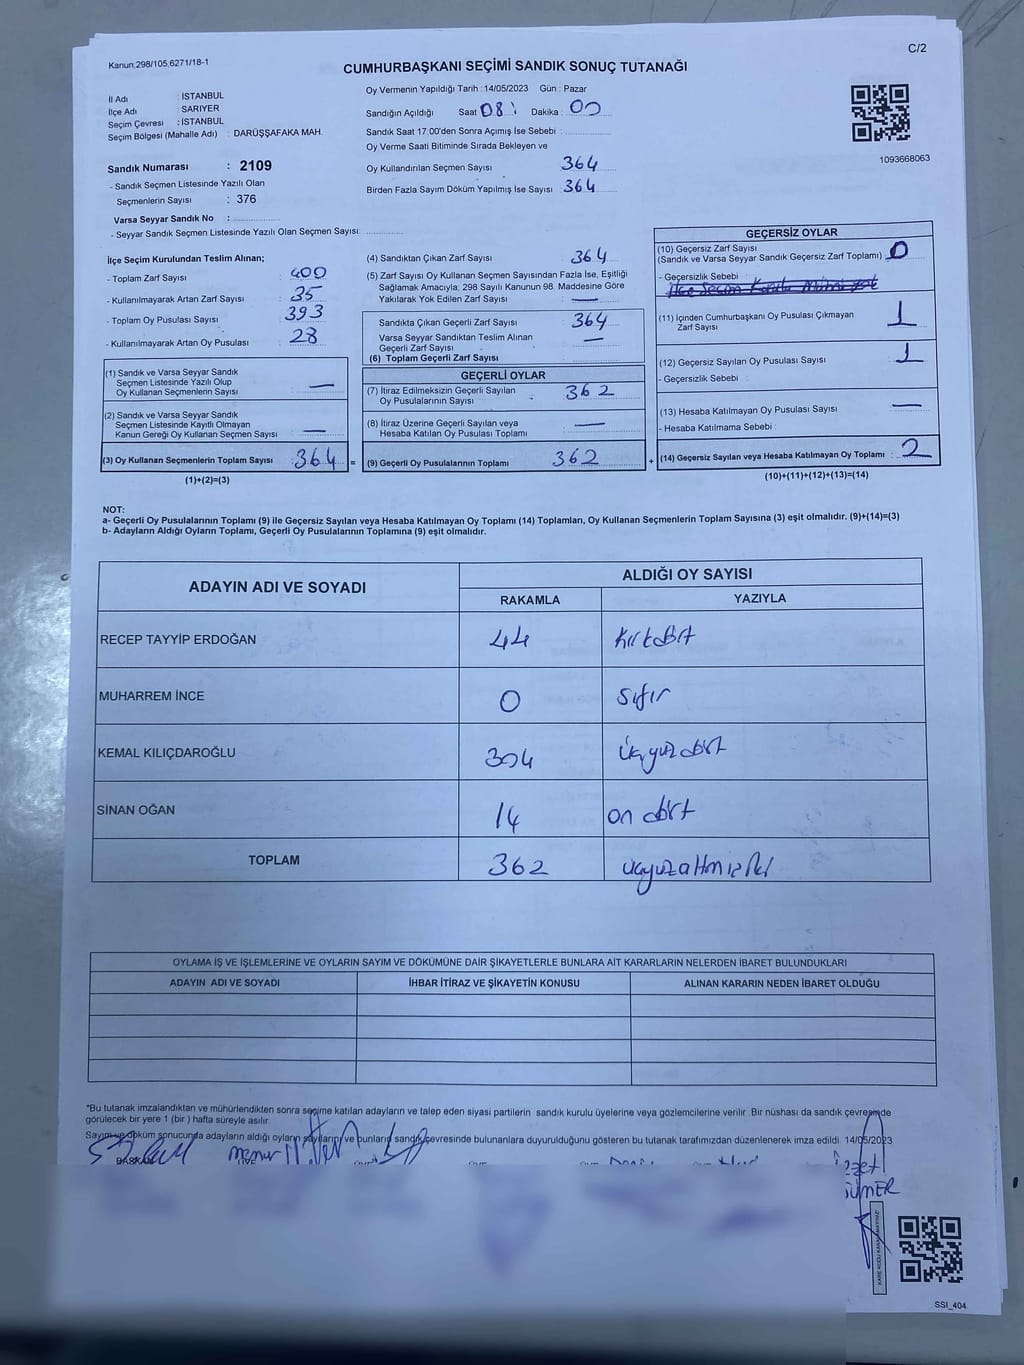 C/2
Kanun:298/105;6271/18-1
CUMHURBAŞKANI SEÇİMİ SANDIK SONUÇ TUTANAĞI
İl Adı : İSTANBUL
İlçe Adı : SARIYER
Seçim Çevresi : İSTANBUL
Seçim Bölgesi (Mahalle Adı) : DARÜŞŞAFAKA MAH.
Sandık Numarası : 2109
- Sandık Seçmen Listesinde Yazılı Olan
Seçmenlerin Sayısı : 376
Varsa Seyyar Sandık No :
- Seyyar Sandık Seçmen Listesinde Yazılı Olan Seçmen Sayısı:
Oy Vermenin Yapıldığı Tarih : 14/05/2023 Gün : Pazar
Sandığın Açıldığı Saat 08 : Dakika : 00
Sandık Saat 17.00'den Sonra Açımış İse Sebebi :
Oy Verme Saati Bitiminde Sırada Bekleyen ve
Oy Kullandırılan Seçmen Sayısı 364
Birden Fazla Sayım Döküm Yapılmış İse Sayısı : 364
1093668063
İlçe Seçim Kurulundan Teslim Alınan;
- Toplam Zarf Sayısı : 400
- Kullanılmayarak Artan Zarf Sayısı : 35
- Toplam Oy Pusulası Sayısı : 393
- Kullanılmayarak Artan Oy Pusulası : 28
(1) Sandık ve Varsa Seyyar Sandık
Seçmen Listesinde Yazılı Olup
Oy Kullanan Seçmenlerin Sayısı : —
(2) Sandık ve Varsa Seyyar Sandık
Seçmen Listesinde Kayıtlı Olmayan
Kanun Gereği Oy Kullanan Seçmen Sayısı : —
(3) Oy Kullanan Seçmenlerin Toplam Sayısı : 364 =
(1)+(2)=(3)
(4) Sandıktan Çıkan Zarf Sayısı : 364
(5) Zarf Sayısı Oy Kullanan Seçmen Sayısından Fazla İse, Eşitliği
Sağlamak Amacıyla; 298 Sayılı Kanunun 98. Maddesine Göre
Yakılarak Yok Edilen Zarf Sayısı : —
Sandıkta Çıkan Geçerli Zarf Sayısı : 364
Varsa Seyyar Sandıktan Teslim Alınan
Geçerli Zarf Sayısı : —
(6) Toplam Geçerli Zarf Sayısı :
GEÇERLİ OYLAR
(7) İtiraz Edilmeksizin Geçerli Sayılan
Oy Pusulalarının Sayısı : 362
(8) İtiraz Üzerine Geçerli Sayılan veya
Hesaba Katılan Oy Pusulası Toplamı : —
(9) Geçerli Oy Pusulalarının Toplamı : 362 +
GEÇERSİZ OYLAR
(10) Geçersiz Zarf Sayısı
(Sandık ve Varsa Seyyar Sandık Geçersiz Zarf Toplamı) : 0
- Geçersizlik Sebebi :
(11) İçinden Cumhurbaşkanı Oy Pusulası Çıkmayan
Zarf Sayısı : 1
(12) Geçersiz Sayılan Oy Pusulası Sayısı : 1
- Geçersizlik Sebebi :
(13) Hesaba Katılmayan Oy Pusulası Sayısı : —
- Hesaba Katılmama Sebebi :
(14) Geçersiz Sayılan veya Hesaba Katılmayan Oy Toplamı : 2
(10)+(11)+(12)+(13)=(14)
NOT:
a- Geçerli Oy Pusulalarının Toplamı (9) ile Geçersiz Sayılan veya Hesaba Katılmayan Oy Toplamı (14) Toplamları, Oy Kullanan Seçmenlerin Toplam Sayısına (3) eşit olmalıdır. (9)+(14)=(3)
b- Adayların Aldığı Oyların Toplamı, Geçerli Oy Pusulalarının Toplamına (9) eşit olmalıdır.
ADAYIN ADI VE SOYADI ALDIĞI OY SAYISI
RAKAMLA YAZIYLA
RECEP TAYYİP ERDOĞAN 44 kırkdört
MUHARREM İNCE 0 sıfır
KEMAL KILIÇDAROĞLU 304 üçyüzdört
SİNAN OĞAN 14 on dört
TOPLAM 362 üçyüzaltmışiki
OYLAMA İŞ VE İŞLEMLERİNE VE OYLARIN SAYIM VE DÖKÜMÜNE DAİR ŞİKAYETLERLE BUNLARA AİT KARARLARIN NELERDEN İBARET BULUNDUKLARI
ADAYIN ADI VE SOYADI İHBAR İTİRAZ VE ŞİKAYETİN KONUSU ALINAN KARARIN NEDEN İBARET OLDUĞU
*Bu tutanak imzalandıktan ve mühürlendikten sonra seçime katılan adayların ve talep eden siyasi partilerin sandık kurulu üyelerine veya gözlemcilerine verilir. Bir nüshası da sandık çevresinde
görülecek bir yere 1 (bir ) hafta süreyle asılır.
Sayım ve döküm sonucunda adayların aldığı oyların sayılarını ve bunların sandık çevresinde bulunanlara duyurulduğunu gösteren bu tutanak tarafımızdan düzenlenerek imza edildi. 14/05/2023
BAŞKAN
SSI_404